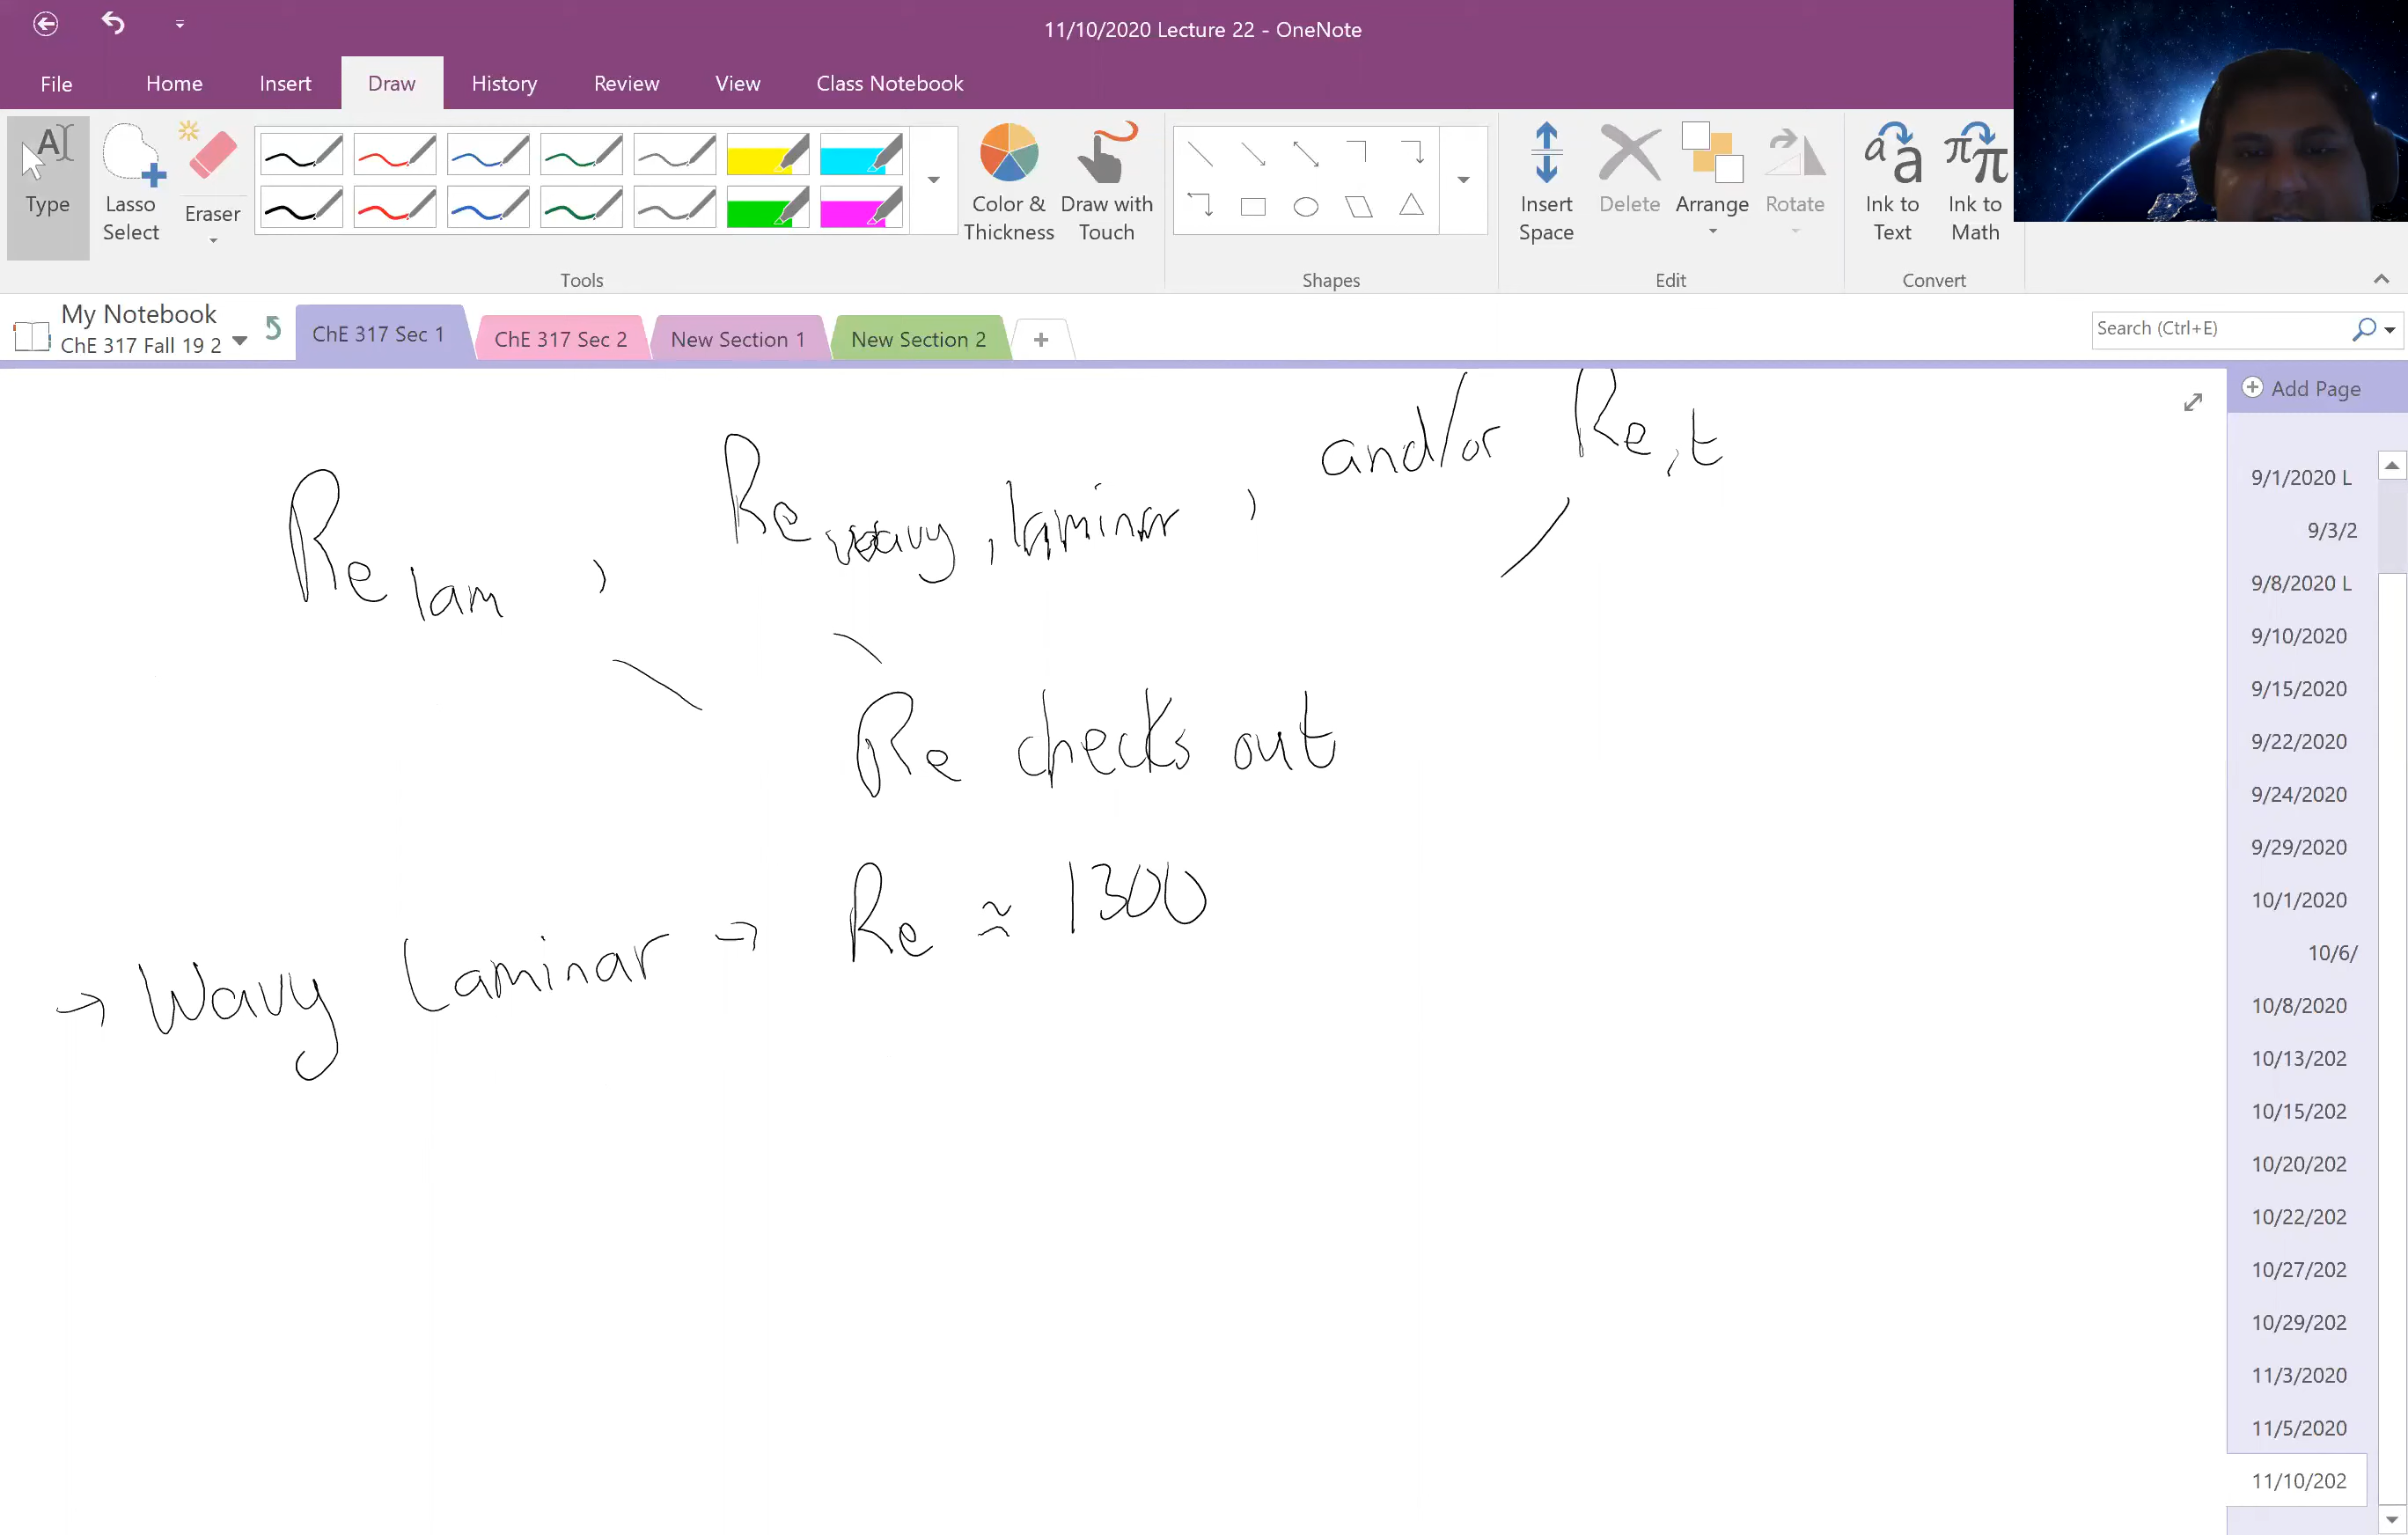 11/10/2020 Lecture 22 - OneNote
File Home Insert Draw History Review View Class Notebook
Type
Lasso Select
Eraser
Color & Thickness
Draw with Touch
Insert Space
Delete
Arrange
Rotate
Ink to Text
Ink to Math
Tools Shapes Edit Convert
My Notebook
ChE 317 Fall 19 2
ChE 317 Sec 1 ChE 317 Sec 2 New Section 1 New Section 2 +
Search (Ctrl+E)
Re lam , Re wavy, laminar , and/or Re,t
Re checks out
→ Wavy Laminar → Re ≈ 1300
Add Page
9/1/2020 L
9/3/2
9/8/2020 L
9/10/2020
9/15/2020
9/22/2020
9/24/2020
9/29/2020
10/1/2020
10/6/
10/8/2020
10/13/202
10/15/202
10/20/202
10/22/202
10/27/202
10/29/202
11/3/2020
11/5/2020
11/10/202